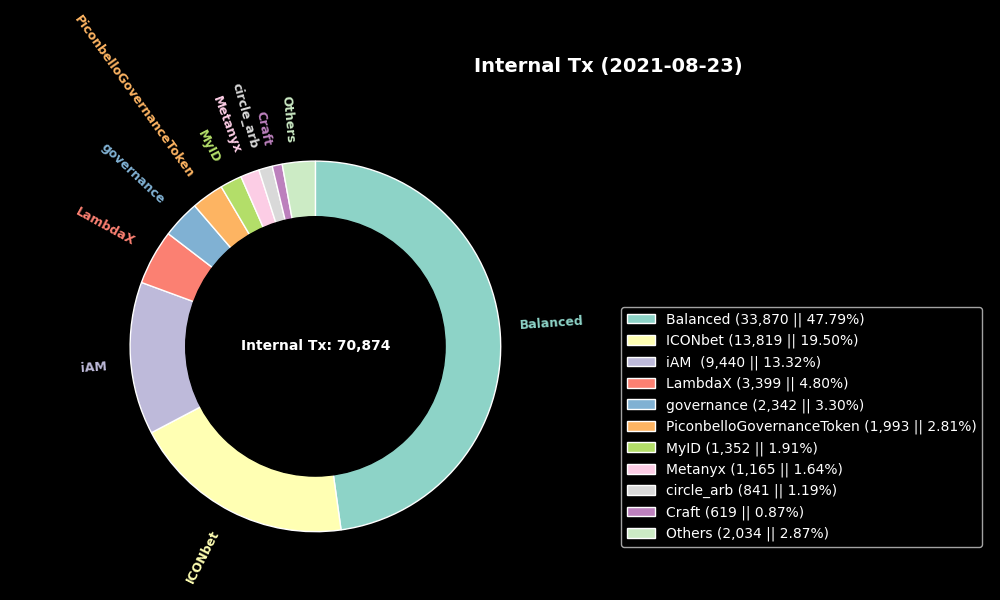 Internal Tx (2021-08-23)
PiconbelloGovernanceToken
governance
LambdaX
MyID
Metanyx
circle_arb
Craft
Others
Balanced
iAM
ICONbet
Internal Tx: 70,874
Balanced (33,870 || 47.79%)
ICONbet (13,819 || 19.50%)
iAM  (9,440 || 13.32%)
LambdaX (3,399 || 4.80%)
governance (2,342 || 3.30%)
PiconbelloGovernanceToken (1,993 || 2.81%)
MyID (1,352 || 1.91%)
Metanyx (1,165 || 1.64%)
circle_arb (841 || 1.19%)
Craft (619 || 0.87%)
Others (2,034 || 2.87%)